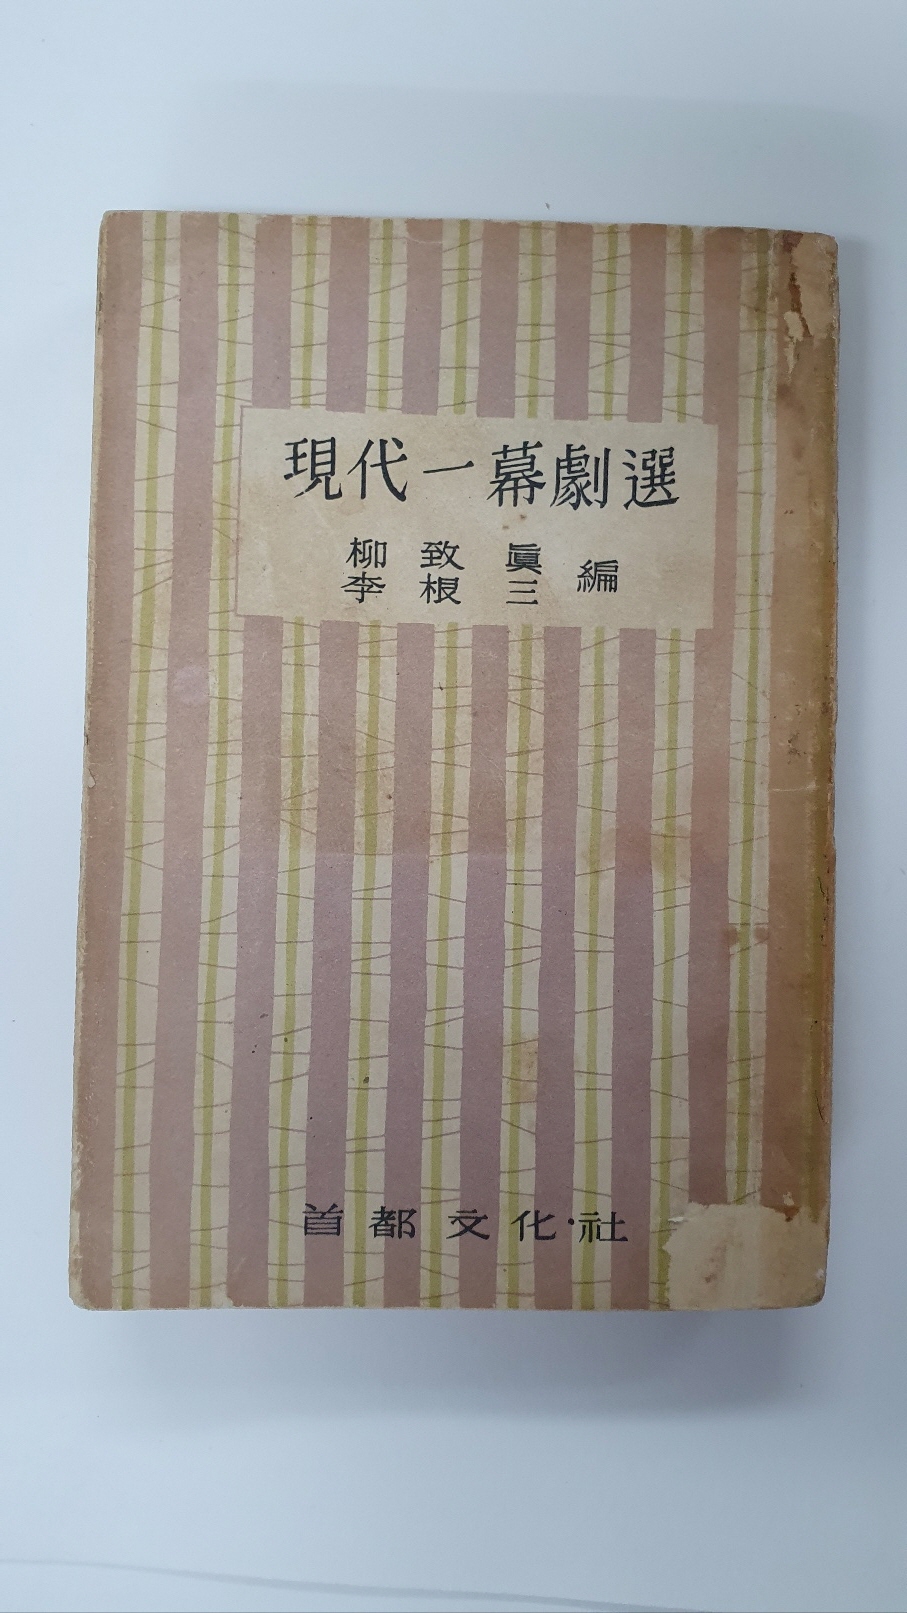 現代一幕劇選
柳致眞
李根三
編
首都文化社